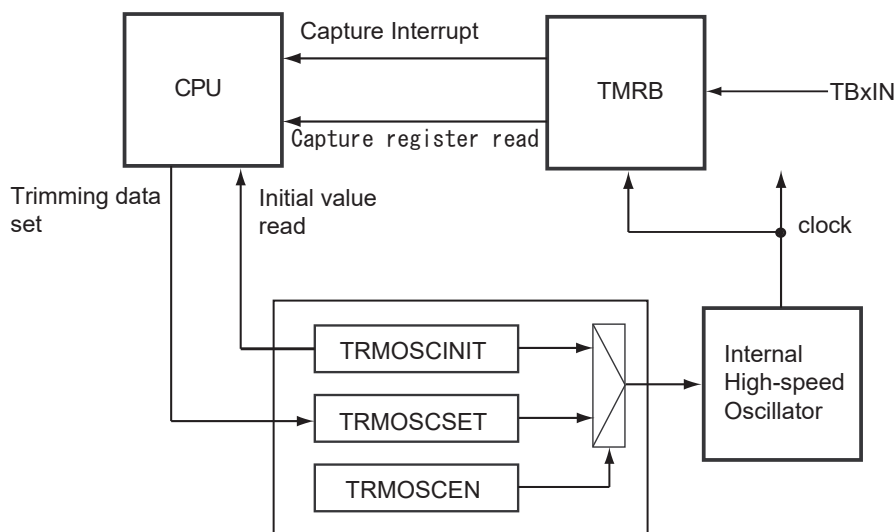 Capture Interrupt
CPU
TMRB
TBxIN
Capture register read
Trimming data
set
Initial value
read
clock
TRMOSCINIT
Internal
High-speed
Oscillator
TRMOSCSET
TRMOSCEN